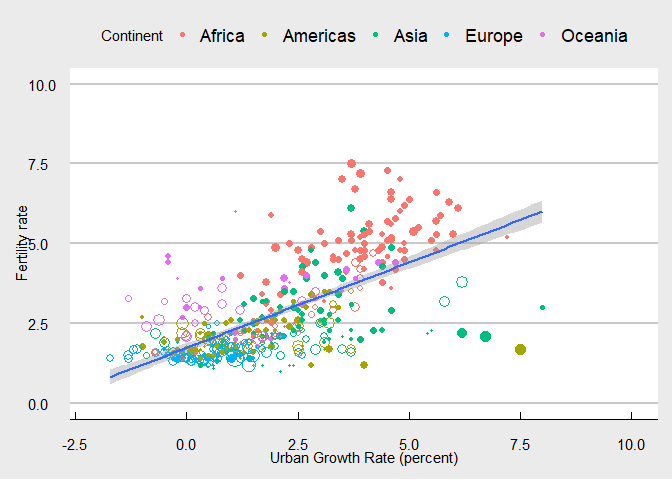 Continent Africa Americas Asia Europe Oceania
Fertility rate
10.0
7.5
5.0
2.5
0.0
-2.5 0.0 2.5 5.0 7.5 10.0
Urban Growth Rate (percent)